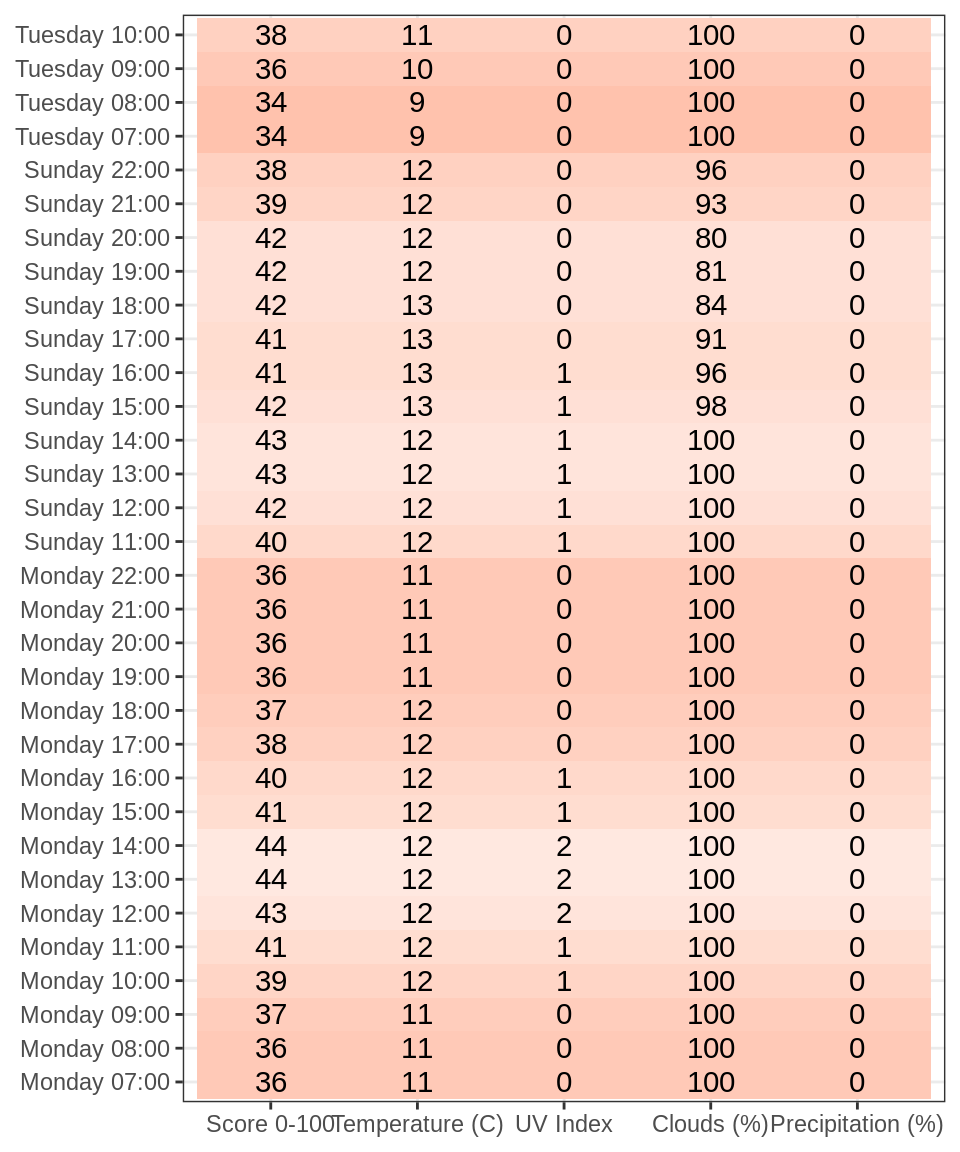 Tuesday 10:00 38 11 0 100 0
Tuesday 09:00 36 10 0 100 0
Tuesday 08:00 34 9 0 100 0
Tuesday 07:00 34 9 0 100 0
Sunday 22:00 38 12 0 96 0
Sunday 21:00 39 12 0 93 0
Sunday 20:00 42 12 0 80 0
Sunday 19:00 42 12 0 81 0
Sunday 18:00 42 13 0 84 0
Sunday 17:00 41 13 0 91 0
Sunday 16:00 41 13 1 96 0
Sunday 15:00 42 13 1 98 0
Sunday 14:00 43 12 1 100 0
Sunday 13:00 43 12 1 100 0
Sunday 12:00 42 12 1 100 0
Sunday 11:00 40 12 1 100 0
Monday 22:00 36 11 0 100 0
Monday 21:00 36 11 0 100 0
Monday 20:00 36 11 0 100 0
Monday 19:00 36 11 0 100 0
Monday 18:00 37 12 0 100 0
Monday 17:00 38 12 0 100 0
Monday 16:00 40 12 1 100 0
Monday 15:00 41 12 1 100 0
Monday 14:00 44 12 2 100 0
Monday 13:00 44 12 2 100 0
Monday 12:00 43 12 2 100 0
Monday 11:00 41 12 1 100 0
Monday 10:00 39 12 1 100 0
Monday 09:00 37 11 0 100 0
Monday 08:00 36 11 0 100 0
Monday 07:00 36 11 0 100 0
Score 0-100 Temperature (C) UV Index Clouds (%) Precipitation (%)